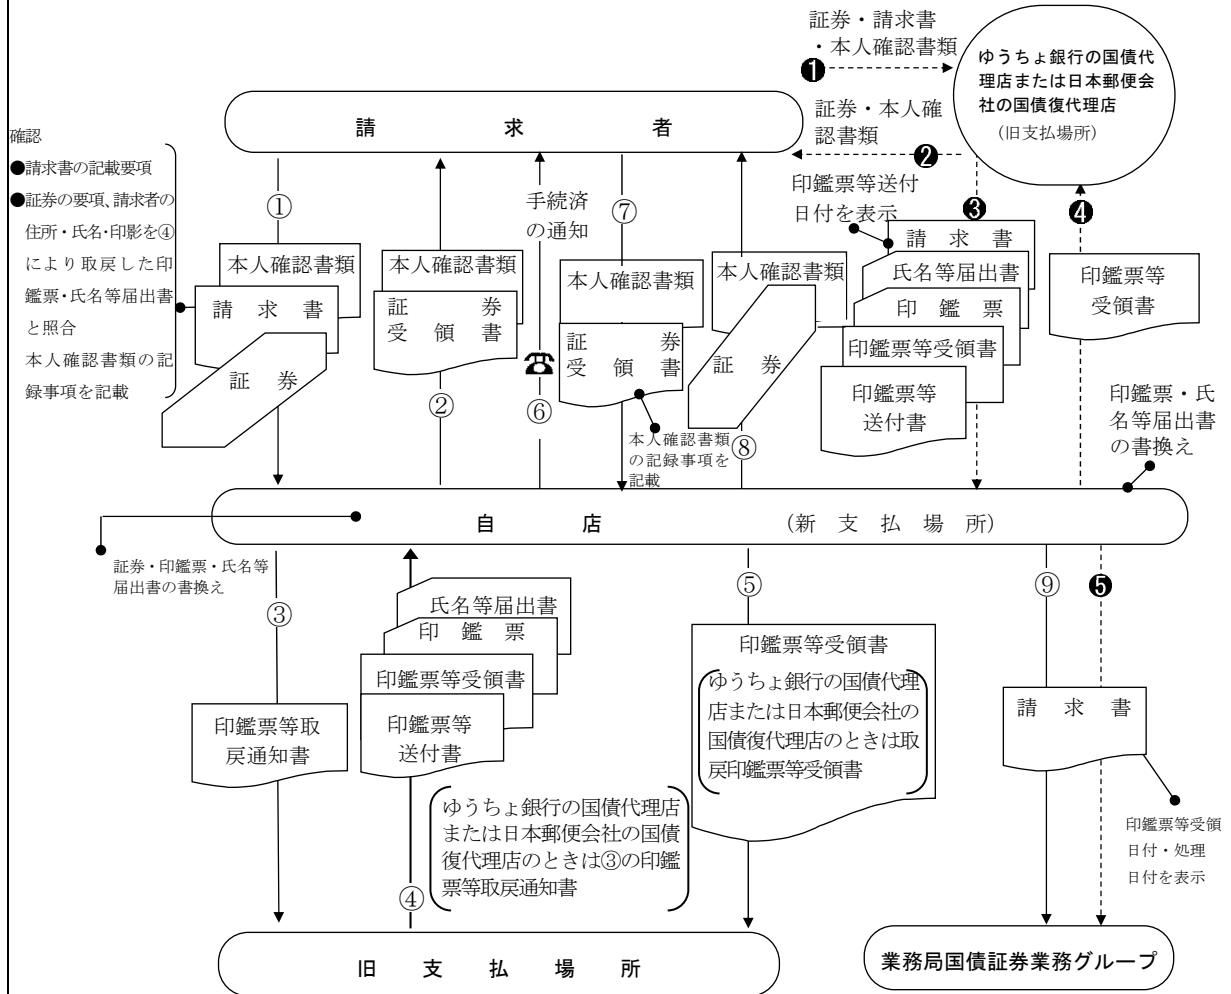 証券・請求書
・本人確認書類
❶
ゆうちょ銀行の国債代
理店または日本郵便会
社の国債復代理店
(旧支払場所)
請求者
証券・本人確
認書類
❷
確認
●請求書の記載要項
●証券の要項、請求者の
住所・氏名・印影を④
により取戻した印
鑑票・氏名等届出書
と照合
本人確認書類の記
録事項を記載
①
本人確認書類
請求書
証券
本人確認書類
証券
受領書
②
手続済
の通知
☎
⑥
⑦
本人確認書類
証券
受領書
本人確認書類
の記録事項を
記載
本人確認書類
証券
⑧
印鑑票等送付
日付を表示
❸
請求書
氏名等届出書
印鑑票
印鑑票等受領書
印鑑票等
送付書
❹
印鑑票等
受領書
印鑑票・氏
名等届出書
の書換え
自店(新支払場所)
証券・印鑑票・氏名等
届出書の書換え
③
印鑑票等取
戻通知書
氏名等届出書
印鑑票
印鑑票等受領書
印鑑票等
送付書
ゆうちょ銀行の国債代理店
または日本郵便会社の国債
復代理店のときは③の印鑑
票等取戻通知書
④
⑤
印鑑票等受領書
ゆうちょ銀行の国債代理
店または日本郵便会社の
国債復代理店のときは取
戻印鑑票等受領書
⑨
❺
請求書
印鑑票等受領
日付・処理
日付を表示
旧支払場所
業務局国債証券業務グループ